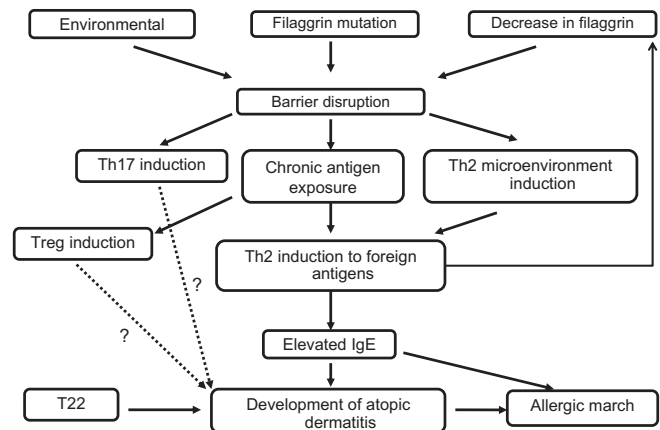 Environmental
Filaggrin mutation
Decrease in filaggrin
Barrier disruption
Th17 induction
Chronic antigen
exposure
Th2 microenvironment
induction
Treg induction
Th2 induction to foreign
antigens
?
?
Elevated IgE
T22
Development of atopic
dermatitis
Allergic march